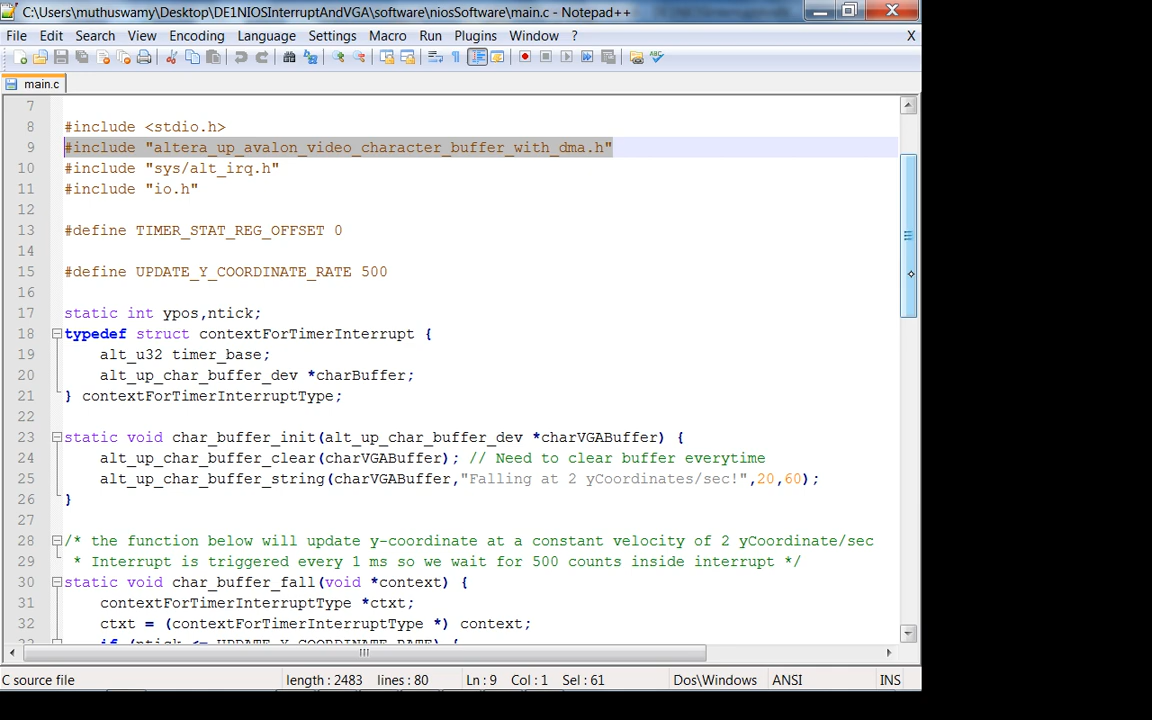 C:\Users\muthuswamy\Desktop\DE1NIOSInterruptAndVGA\software\niosSoftware\main.c - Notepad++
File Edit Search View Encoding Language Settings Macro Run Plugins Window ? X
main.c
7
8 #include <stdio.h>
9 #include "altera_up_avalon_video_character_buffer_with_dma.h"
10 #include "sys/alt_irq.h"
11 #include "io.h"
12
13 #define TIMER_STAT_REG_OFFSET 0
14
15 #define UPDATE_Y_COORDINATE_RATE 500
16
17 static int ypos,ntick;
18 typedef struct contextForTimerInterrupt {
19 alt_u32 timer_base;
20 alt_up_char_buffer_dev *charBuffer;
21 } contextForTimerInterruptType;
22
23 static void char_buffer_init(alt_up_char_buffer_dev *charVGABuffer) {
24 alt_up_char_buffer_clear(charVGABuffer); // Need to clear buffer everytime
25 alt_up_char_buffer_string(charVGABuffer,"Falling at 2 yCoordinates/sec!",20,60);
26 }
27
28 /* the function below will update y-coordinate at a constant velocity of 2 yCoordinate/sec
29 * Interrupt is triggered every 1 ms so we wait for 500 counts inside interrupt */
30 static void char_buffer_fall(void *context) {
31 contextForTimerInterruptType *ctxt;
32 ctxt = (contextForTimerInterruptType *) context;
33 if (ntick <= UPDATE_Y_COORDINATE_RATE) {
C source file length : 2483 lines : 80 Ln : 9 Col : 1 Sel : 61 Dos\Windows ANSI INS